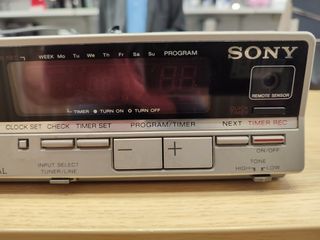 WEEK Mo Tu We Th Fr Sa Su PROGRAM
SONY
REMOTE SENSOR
TIMER ● TURN ON ○ TURN OFF
CLOCK SET CHECK TIMER SET PROGRAM/TIMER NEXT TIMER REC
INPUT SELECT
TUNER/LINE
− +
ON/OFF
TONE
HIGH LOW